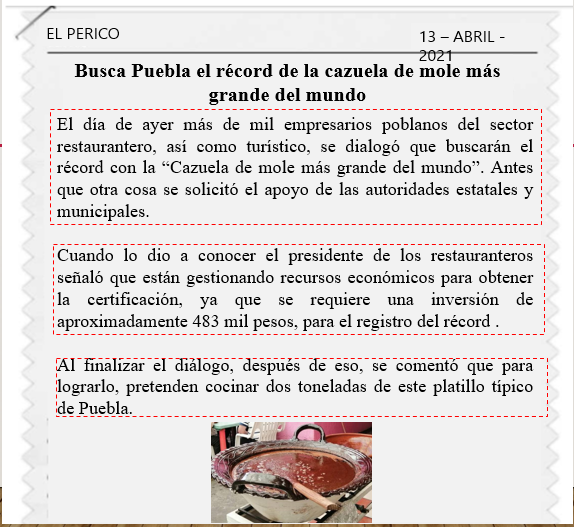 EL PERICO
13 – ABRIL -
2021
Busca Puebla el récord de la cazuela de mole más
grande del mundo
El día de ayer más de mil empresarios poblanos del sector
restaurantero, así como turístico, se dialogó que buscarán el
récord con la “Cazuela de mole más grande del mundo”. Antes
que otra cosa se solicitó el apoyo de las autoridades estatales y
municipales.
Cuando lo dio a conocer el presidente de los restauranteros
señaló que están gestionando recursos económicos para obtener
la certificación, ya que se requiere una inversión de
aproximadamente 483 mil pesos, para el registro del récord .
Al finalizar el diálogo, después de eso, se comentó que para
lograrlo, pretenden cocinar dos toneladas de este platillo típico
de Puebla.